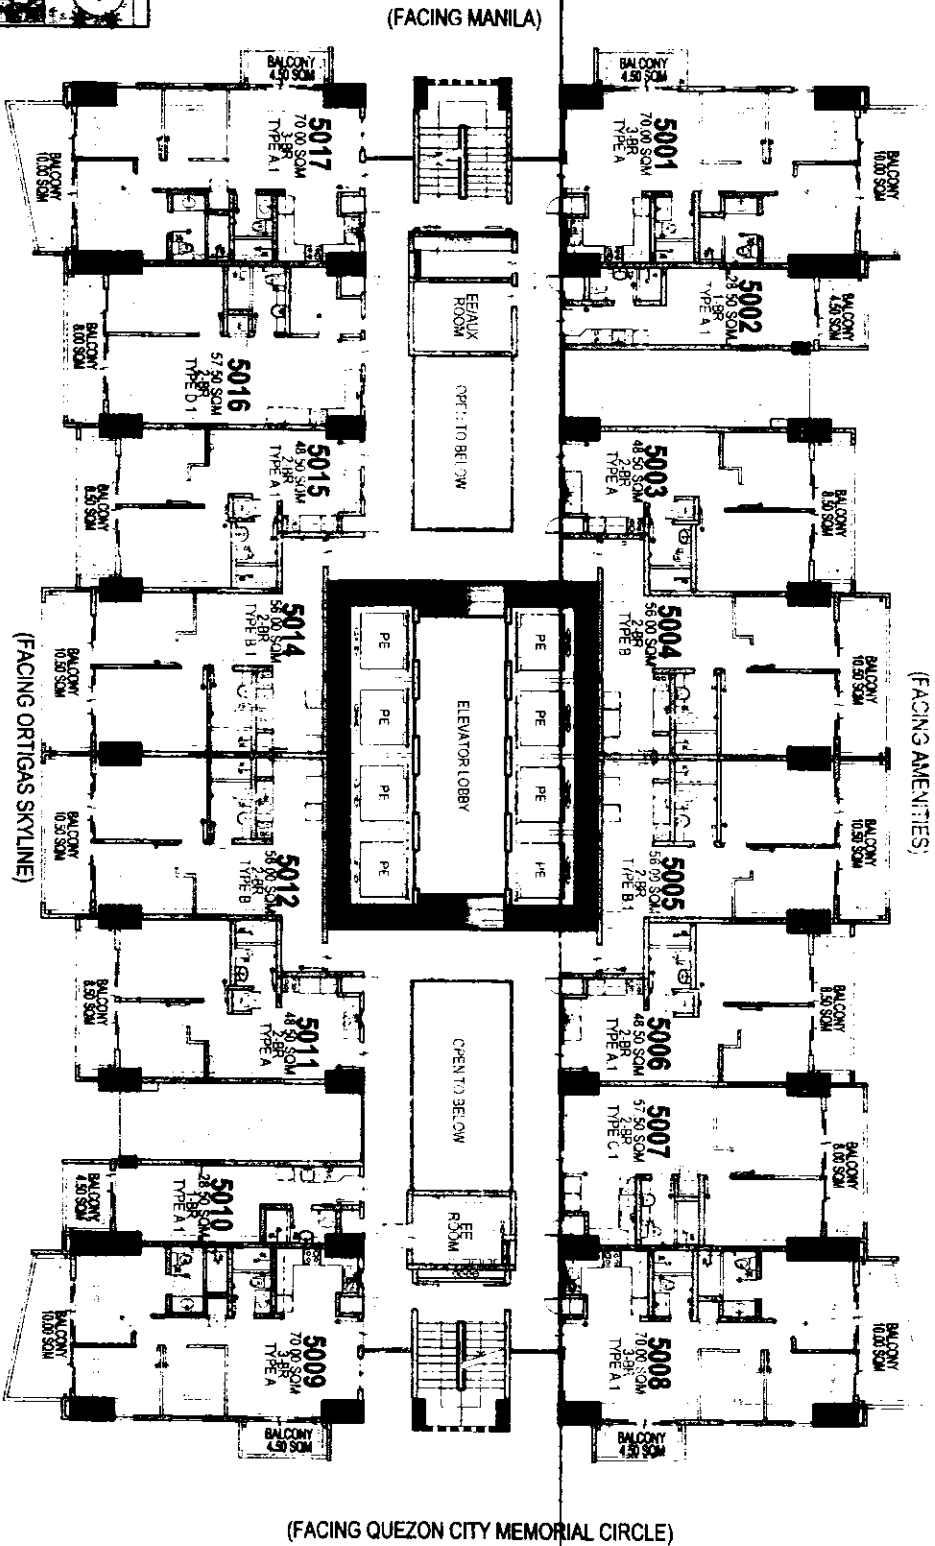 (FACING MANILA)
BALCONY
4.50 SQM
BALCONY
4.50 SQM
5017
70.00 SQM
3-BR
TYPE A.1
BALCONY
10.00 SQM
5001
70.00 SQM
3-BR
TYPE A
BALCONY
10.00 SQM
EE/AUX
ROOM
5002
28.50 SQM
1-BR
TYPE A.1
BALCONY
4.50 SQM
5016
57.50 SQM
2-BR
TYPE D.1
BALCONY
8.00 SQM
OPEN TO BELOW
5015
48.50 SQM
2-BR
TYPE A.1
BALCONY
8.50 SQM
5003
48.50 SQM
2-BR
TYPE A
BALCONY
8.50 SQM
5014
56.00 SQM
2-BR
TYPE B.1
BALCONY
10.50 SQM
5004
56.00 SQM
2-BR
TYPE B
BALCONY
10.50 SQM
PE
PE
PE
PE
PE
PE
PE
PE
ELEVATOR LOBBY
(FACING ORTIGAS SKYLINE)
(FACING AMENITIES)
5012
56.00 SQM
2-BR
TYPE B
BALCONY
10.50 SQM
5005
56.00 SQM
2-BR
TYPE B.1
BALCONY
10.50 SQM
5011
48.50 SQM
2-BR
TYPE A
BALCONY
8.50 SQM
5006
48.50 SQM
2-BR
TYPE A.1
BALCONY
8.50 SQM
OPEN TO BELOW
5007
57.50 SQM
2-BR
TYPE C.1
BALCONY
8.00 SQM
5010
28.50 SQM
1-BR
TYPE A.1
BALCONY
4.50 SQM
EE
ROOM
5009
70.00 SQM
3-BR
TYPE A
BALCONY
10.00 SQM
5008
70.00 SQM
3-BR
TYPE A.1
BALCONY
10.00 SQM
BALCONY
4.50 SQM
BALCONY
4.50 SQM
(FACING QUEZON CITY MEMORIAL CIRCLE)